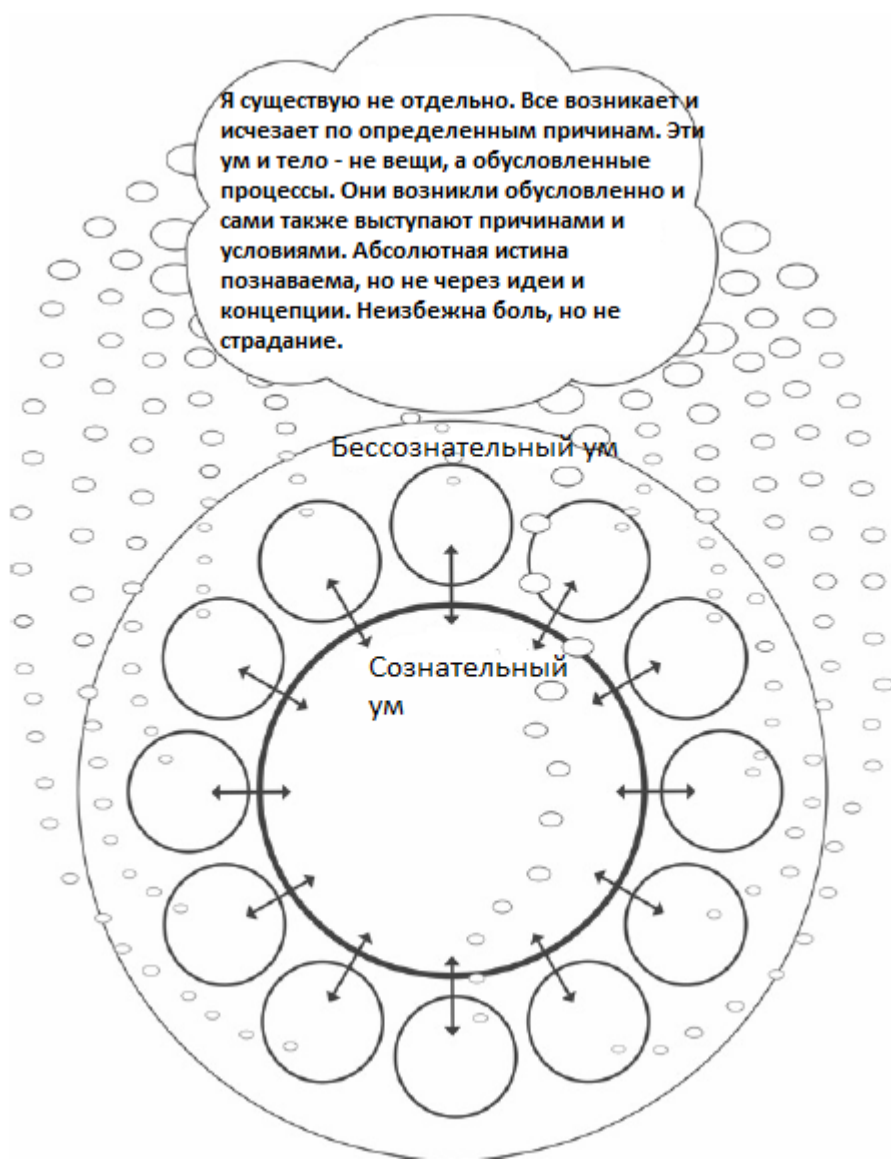 Я существую не отдельно. Все возникает и
исчезает по определенным причинам. Эти
ум и тело - не вещи, а обусловленные
процессы. Они возникли обусловленно и
сами также выступают причинами и
условиями. Абсолютная истина
познаваема, но не через идеи и
концепции. Неизбежна боль, но не
страдание.
Бессознательный ум
Сознательный
ум